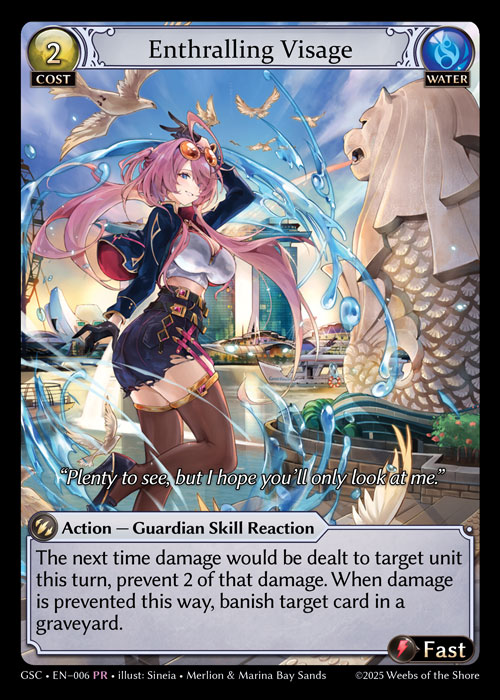 2
COST
Enthralling Visage
WATER
“Plenty to see, but I hope you’ll only look at me.”
Action — Guardian Skill Reaction
The next time damage would be dealt to target unit
this turn, prevent 2 of that damage. When damage
is prevented this way, banish target card in a
graveyard.
Fast
GSC • EN–006 PR • illust: Sineia • Merlion & Marina Bay Sands
©2025 Weebs of the Shore